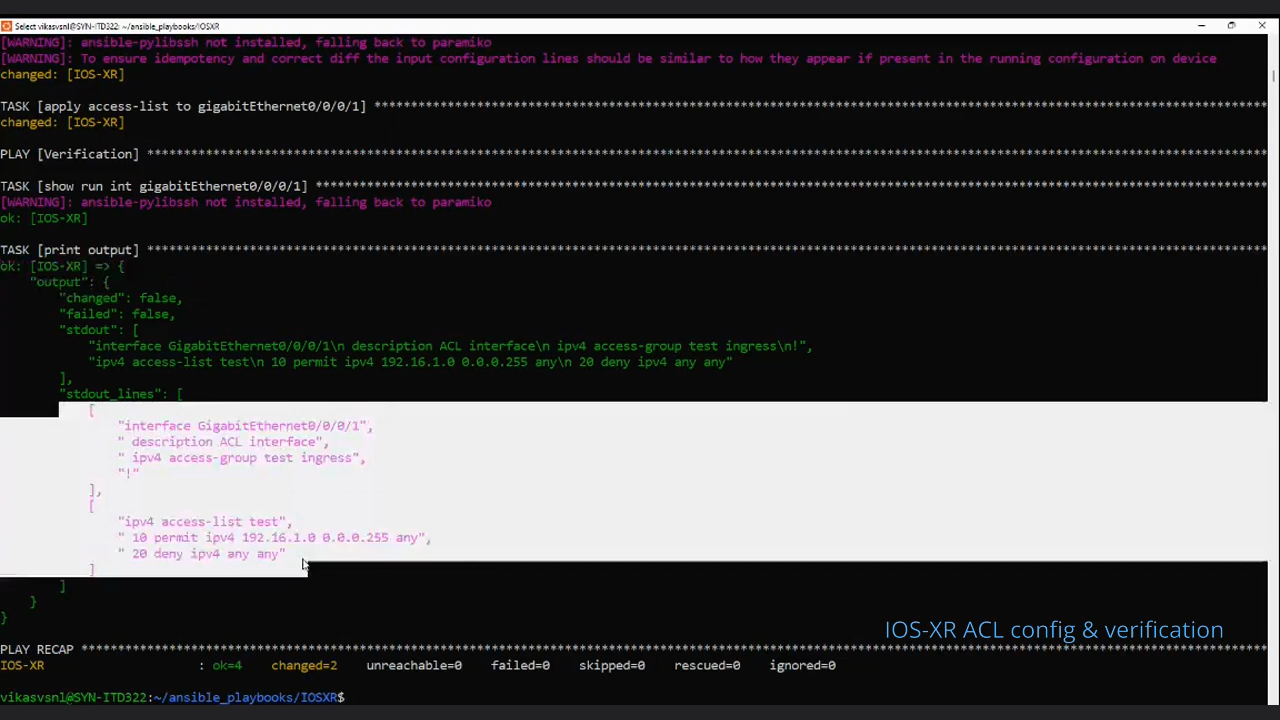 Select vikasvsnl@SYN-ITD322: ~/ansible_playbooks/IOSXR
[WARNING]: ansible-pylibssh not installed, falling back to paramiko
[WARNING]: To ensure idempotency and correct diff the input configuration lines should be similar to how they appear if present in the running configuration on device
changed: [IOS-XR]
TASK [apply access-list to gigabitEthernet0/0/0/1] ***************************************************************************************************************************
changed: [IOS-XR]
PLAY [Verification] *********************************************************************************************************************************************************
TASK [show run int gigabitEthernet0/0/0/1] **********************************************************************************************************************************
[WARNING]: ansible-pylibssh not installed, falling back to paramiko
ok: [IOS-XR]
TASK [print output] *********************************************************************************************************************************************************
ok: [IOS-XR] => {
"output": {
"changed": false,
"failed": false,
"stdout": [
"interface GigabitEthernet0/0/0/1\n description ACL interface\n ipv4 access-group test ingress\n!",
"ipv4 access-list test\n 10 permit ipv4 192.16.1.0 0.0.0.255 any\n 20 deny ipv4 any any"
],
"stdout_lines": [
[
"interface GigabitEthernet0/0/0/1",
" description ACL interface",
" ipv4 access-group test ingress",
"!"
],
[
"ipv4 access-list test",
" 10 permit ipv4 192.16.1.0 0.0.0.255 any",
" 20 deny ipv4 any any"
]
]
}
}
IOS-XR ACL config & verification
PLAY RECAP ******************************************************************************************************************************************************************
IOS-XR : ok=4 changed=2 unreachable=0 failed=0 skipped=0 rescued=0 ignored=0
vikasvsnl@SYN-ITD322:~/ansible_playbooks/IOSXR$